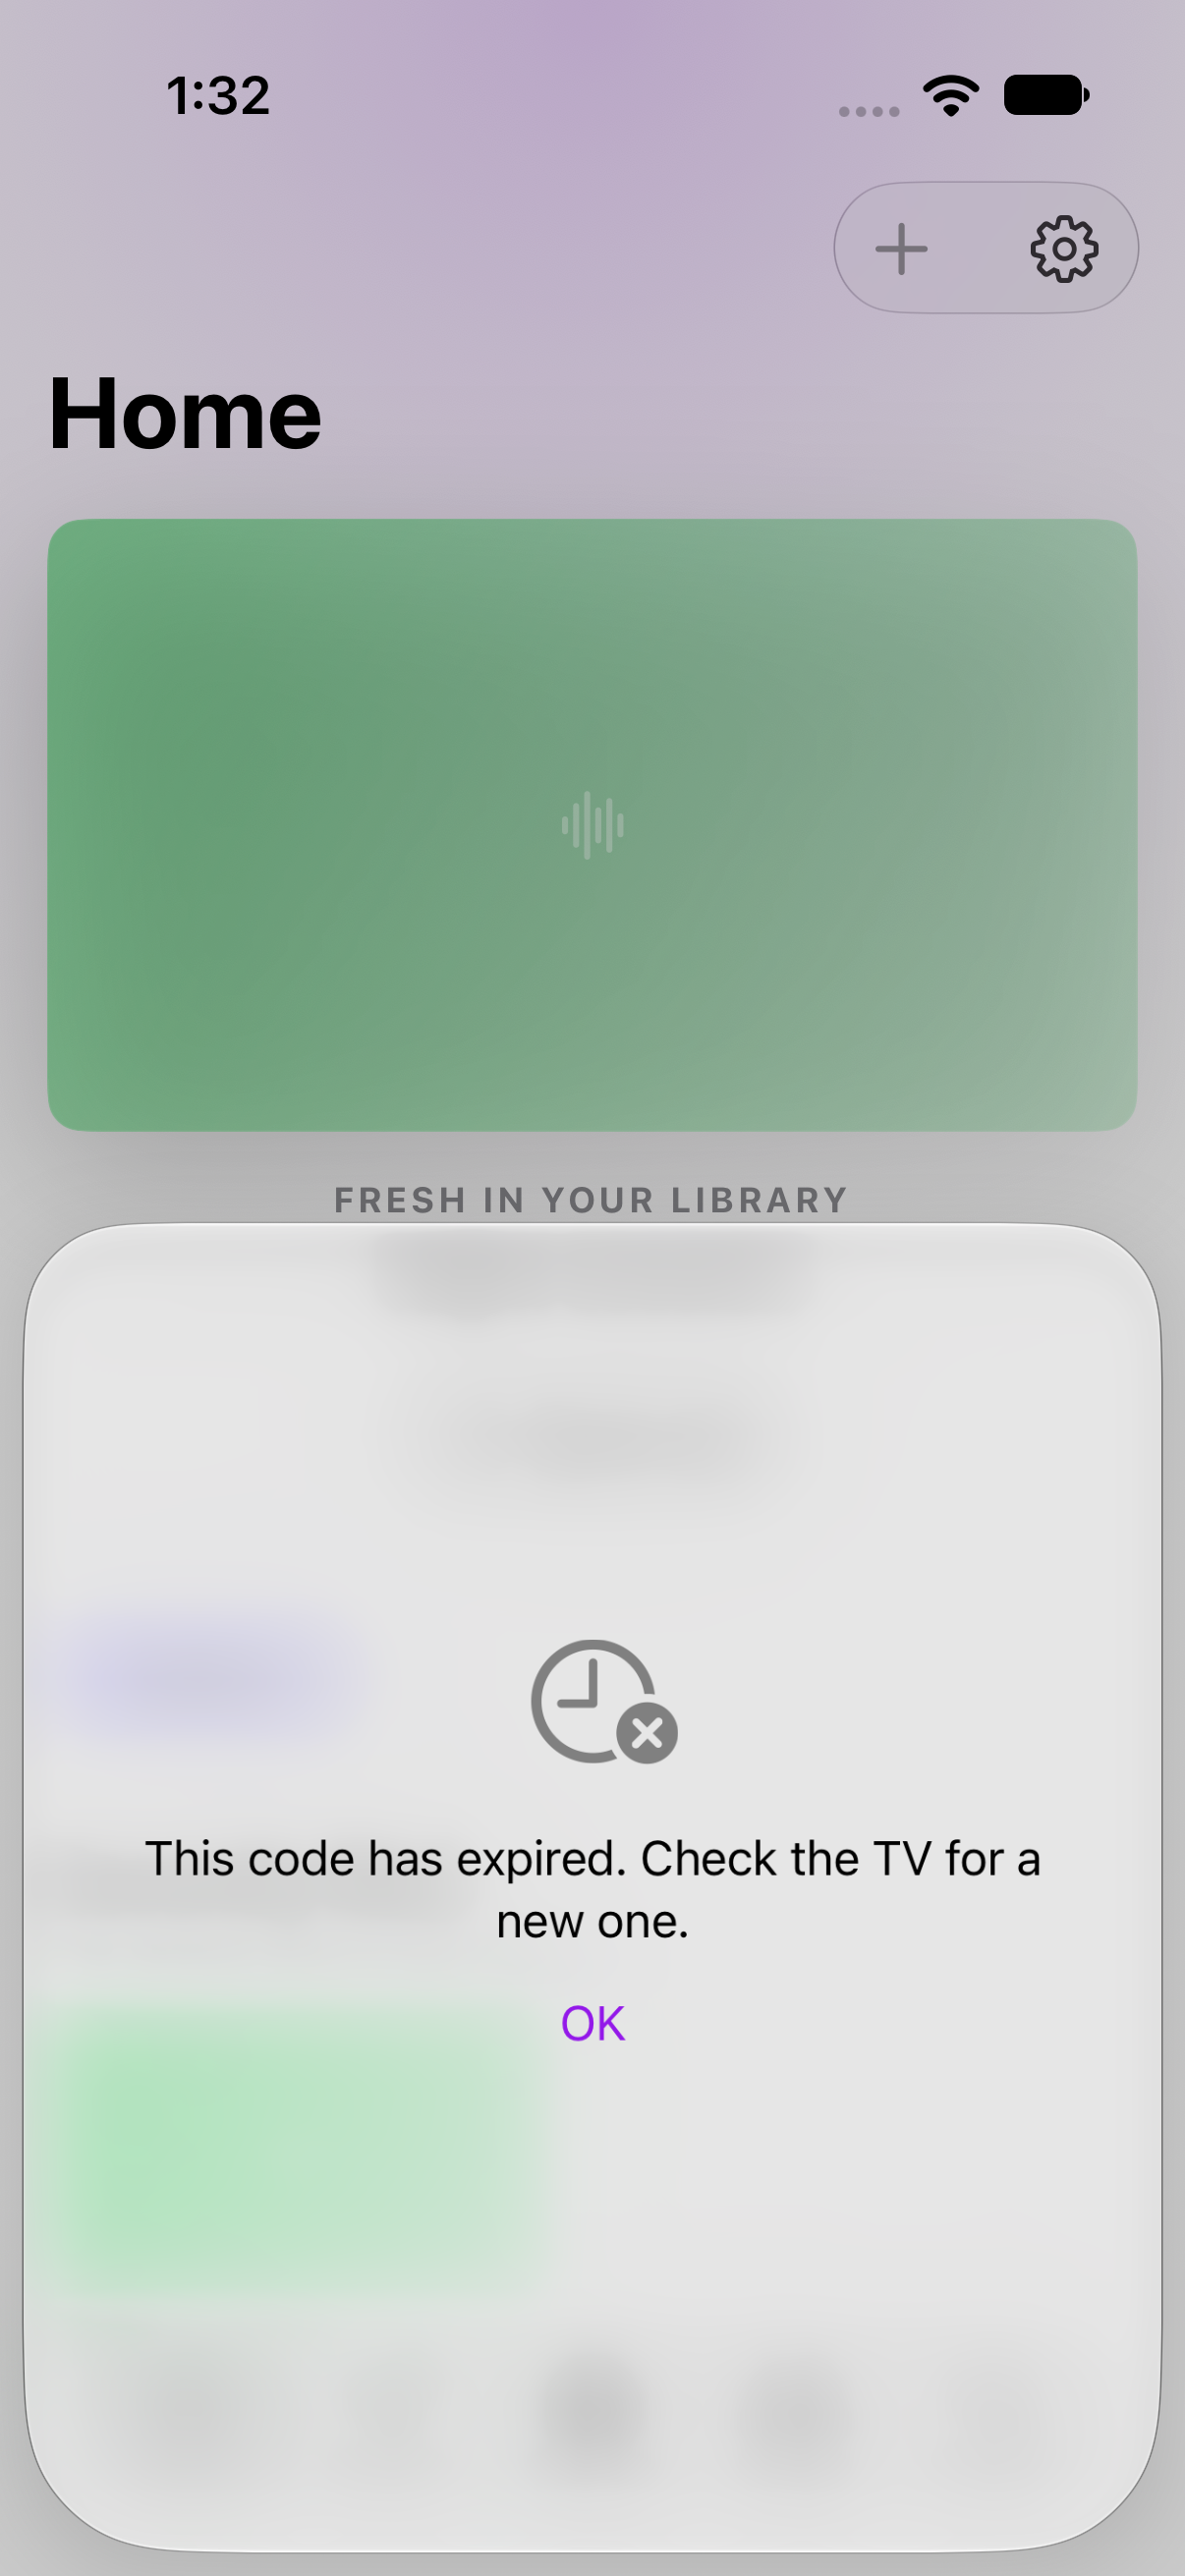 1:32
Home
FRESH IN YOUR LIBRARY
This code has expired. Check the TV for a
new one.
OK